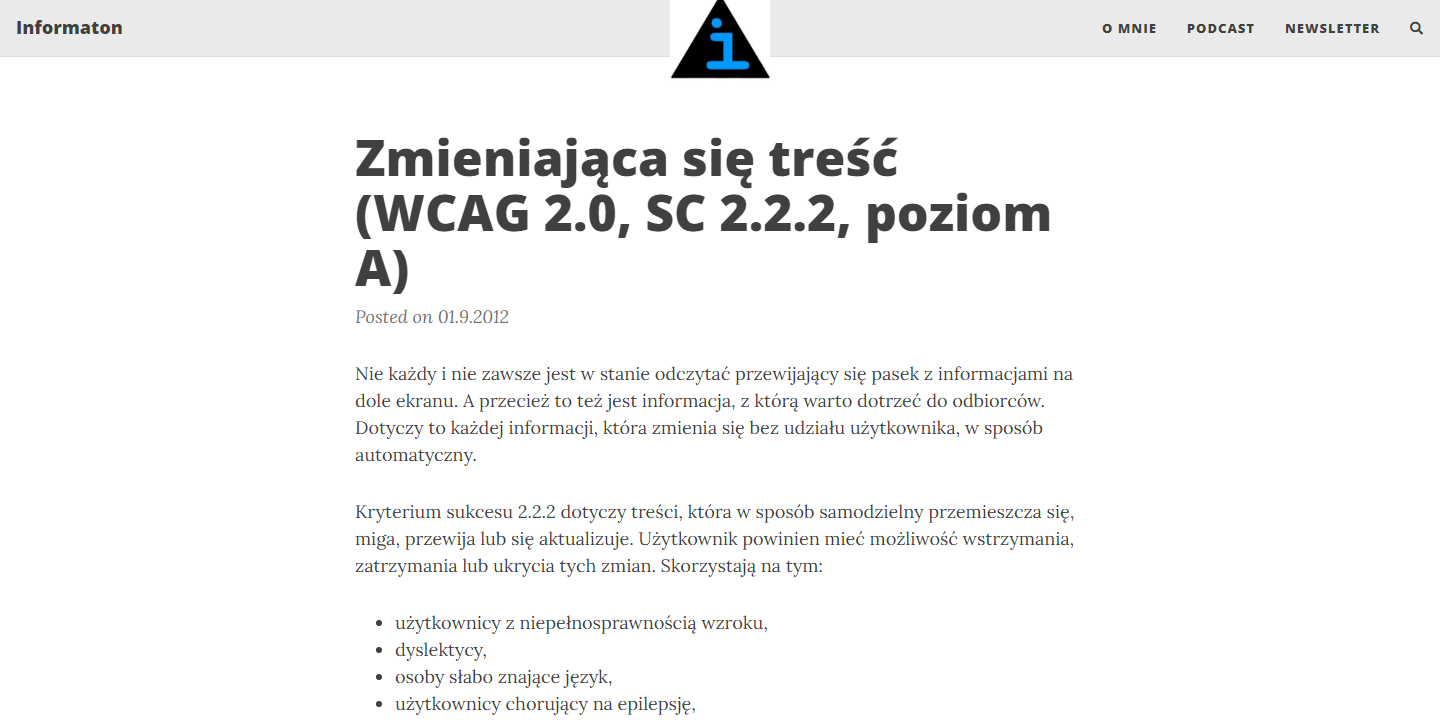 Informaton
i
O MNIE
PODCAST
NEWSLETTER
Zmieniająca się treść
(WCAG 2.0, SC 2.2.2, poziom
A)
Posted on 01.9.2012
Nie każdy i nie zawsze jest w stanie odczytać przewijający się pasek z informacjami na
dole ekranu. A przecież to też jest informacja, z którą warto dotrzeć do odbiorców.
Dotyczy to każdej informacji, która zmienia się bez udziału użytkownika, w sposób
automatyczny.
Kryterium sukcesu 2.2.2 dotyczy treści, która w sposób samodzielny przemieszcza się,
miga, przewija lub się aktualizuje. Użytkownik powinien mieć możliwość wstrzymania,
zatrzymania lub ukrycia tych zmian. Skorzystają na tym:
• użytkownicy z niepełnosprawnością wzroku,
• dyslektycy,
• osoby słabo znające język,
• użytkownicy chorujący na epilepsję,